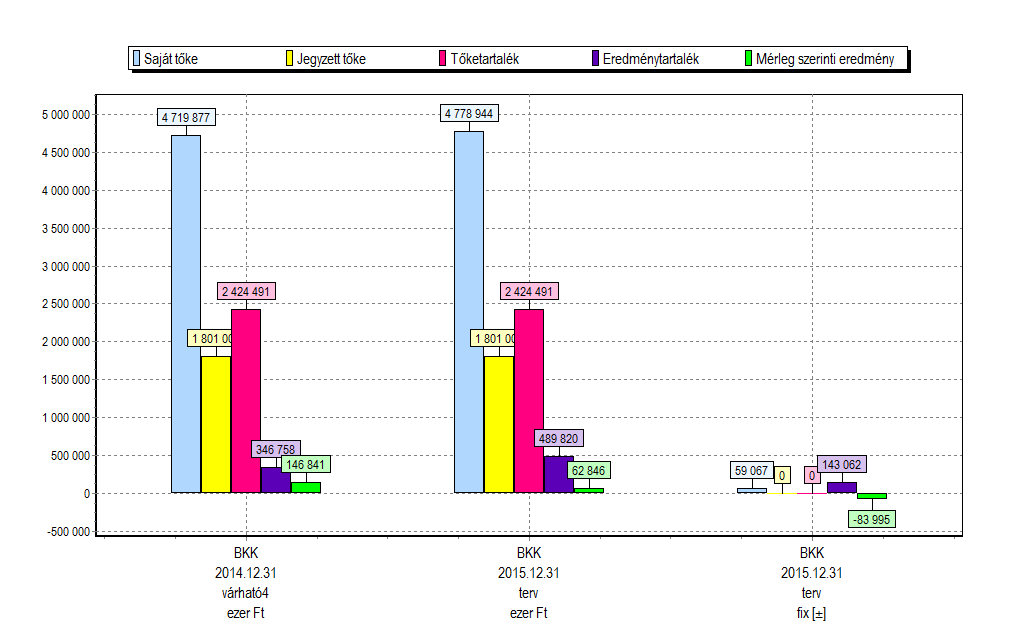 Saját tőke Jegyzett tőke Tőketartalék Eredménytartalék Mérleg szerinti eredmény
5 000 000
4 500 000
4 000 000
3 500 000
3 000 000
2 500 000
2 000 000
1 500 000
1 000 000
500 000
0
-500 000
4 719 877
1 801 00
2 424 491
346 758
146 841
4 778 944
1 801 00
2 424 491
489 820
62 846
59 067
0
0
143 062
-83 995
BKK
2014.12.31
várható4
ezer Ft
BKK
2015.12.31
terv
ezer Ft
BKK
2015.12.31
terv
fix [±]